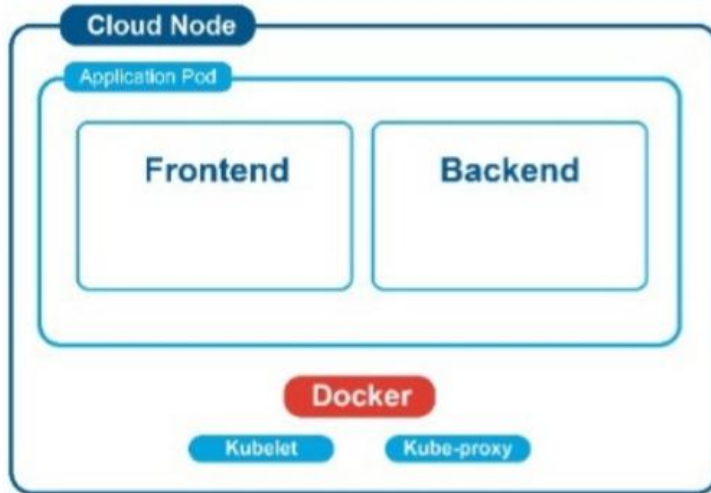 Cloud Node
Application Pod
Frontend
Backend
Docker
Kubelet
Kube-proxy